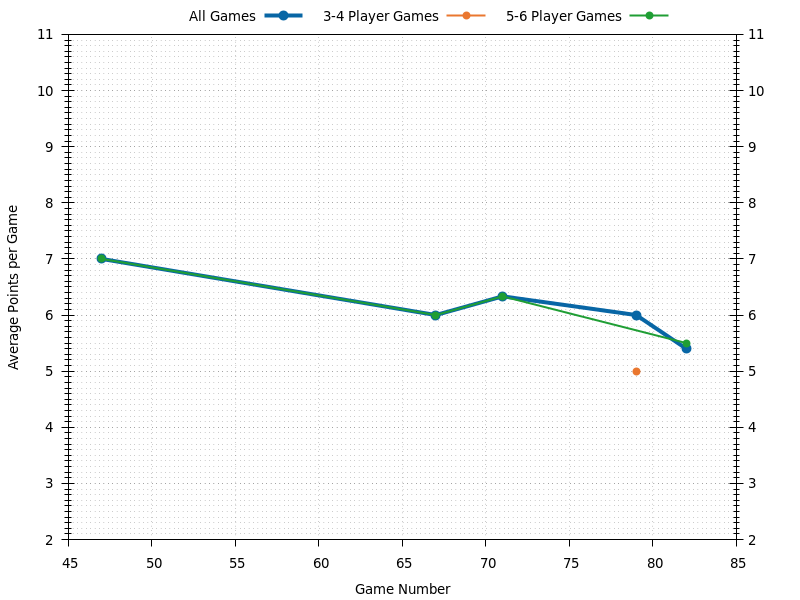 All Games 3-4 Player Games 5-6 Player Games
11 11
10 10
9 9
8 8
7 7
6 6
5 5
4 4
3 3
2 2
Average Points per Game
45 50 55 60 65 70 75 80 85
Game Number